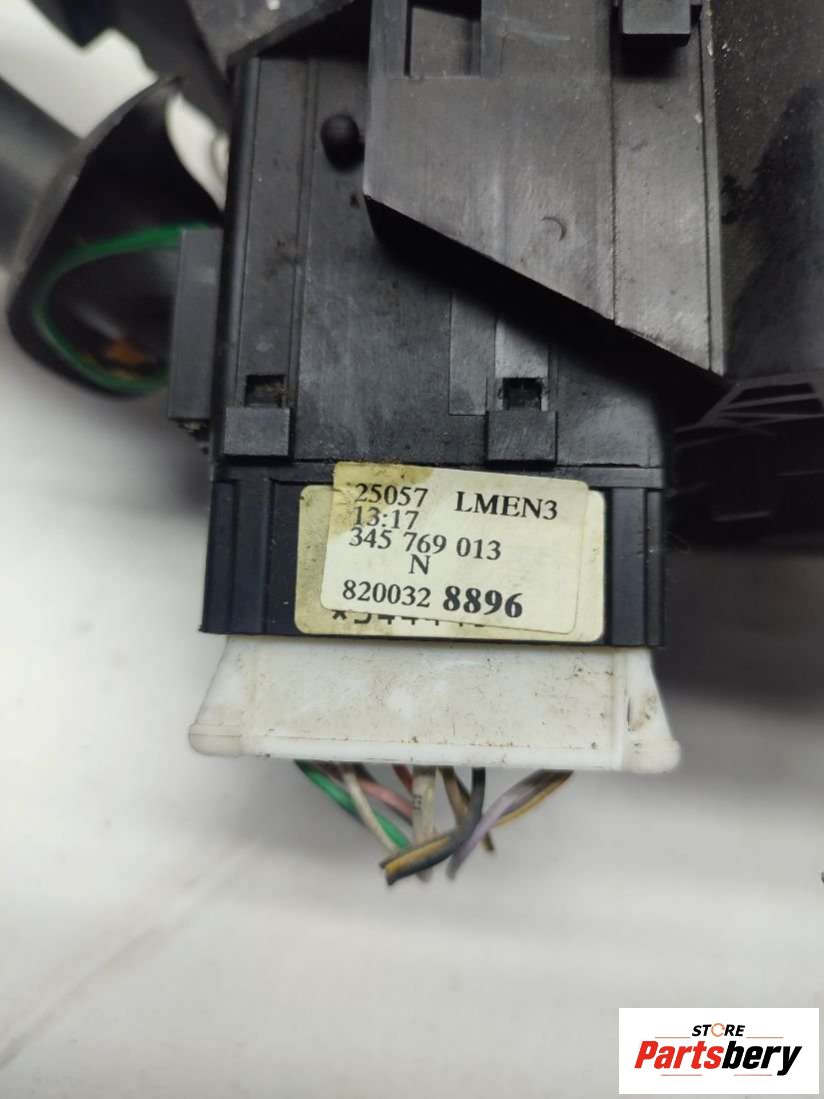 25057 LMEN3
13:17
345 769 013
N
820032 8896
STORE
Partsbery